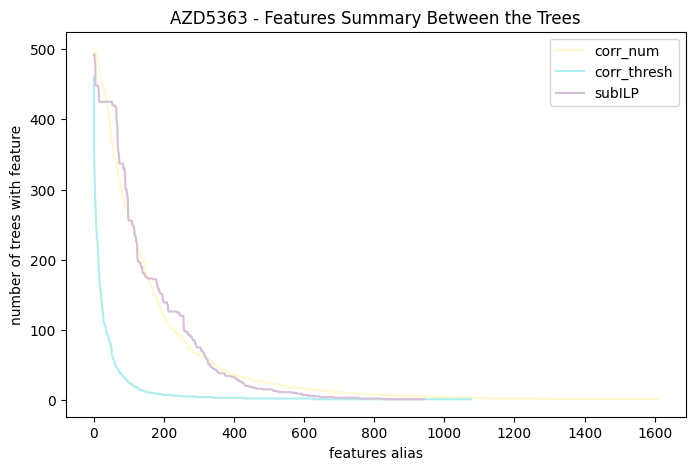 AZD5363 - Features Summary Between the Trees
corr_num
corr_thresh
subILP
number of trees with feature
500
400
300
200
100
0
0 200 400 600 800 1000 1200 1400 1600
features alias